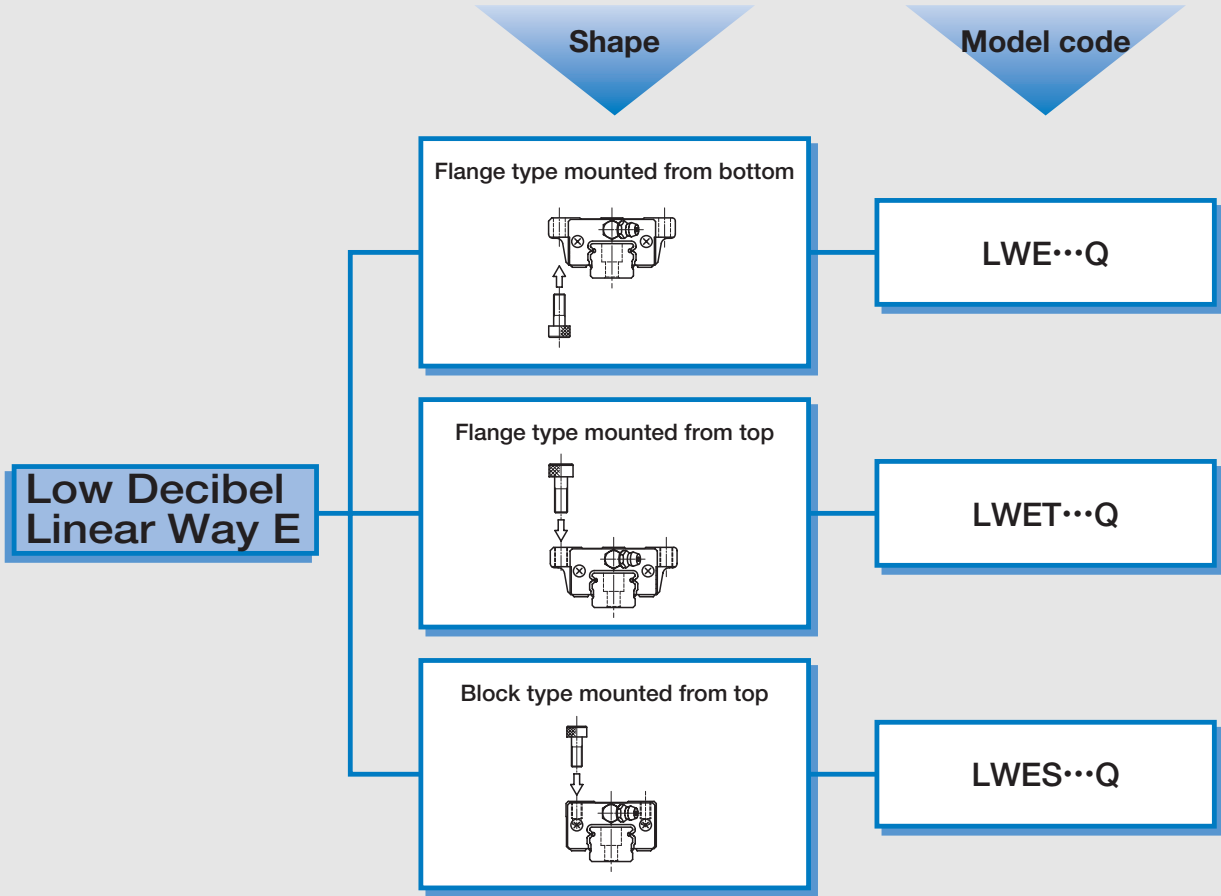 Shape
Model code
Flange type mounted from bottom
LWE···Q
Low Decibel
Linear Way E
Flange type mounted from top
LWET···Q
Block type mounted from top
LWES···Q